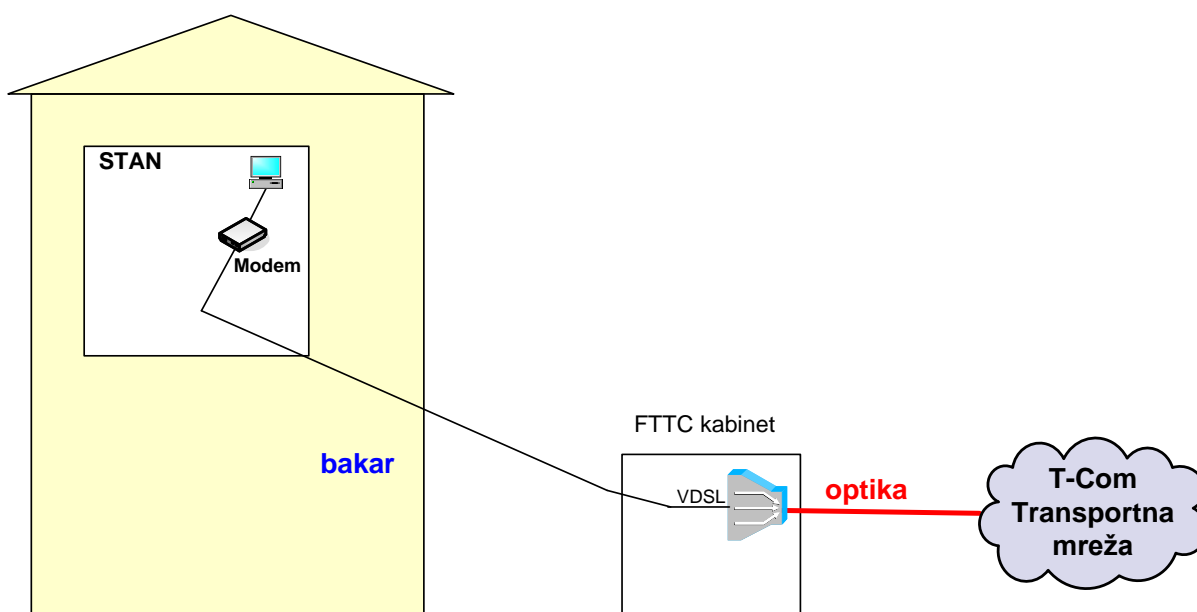 STAN
Modem
bakar
FTTC kabinet
VDSL
optika
T-Com
Transportna
mreža